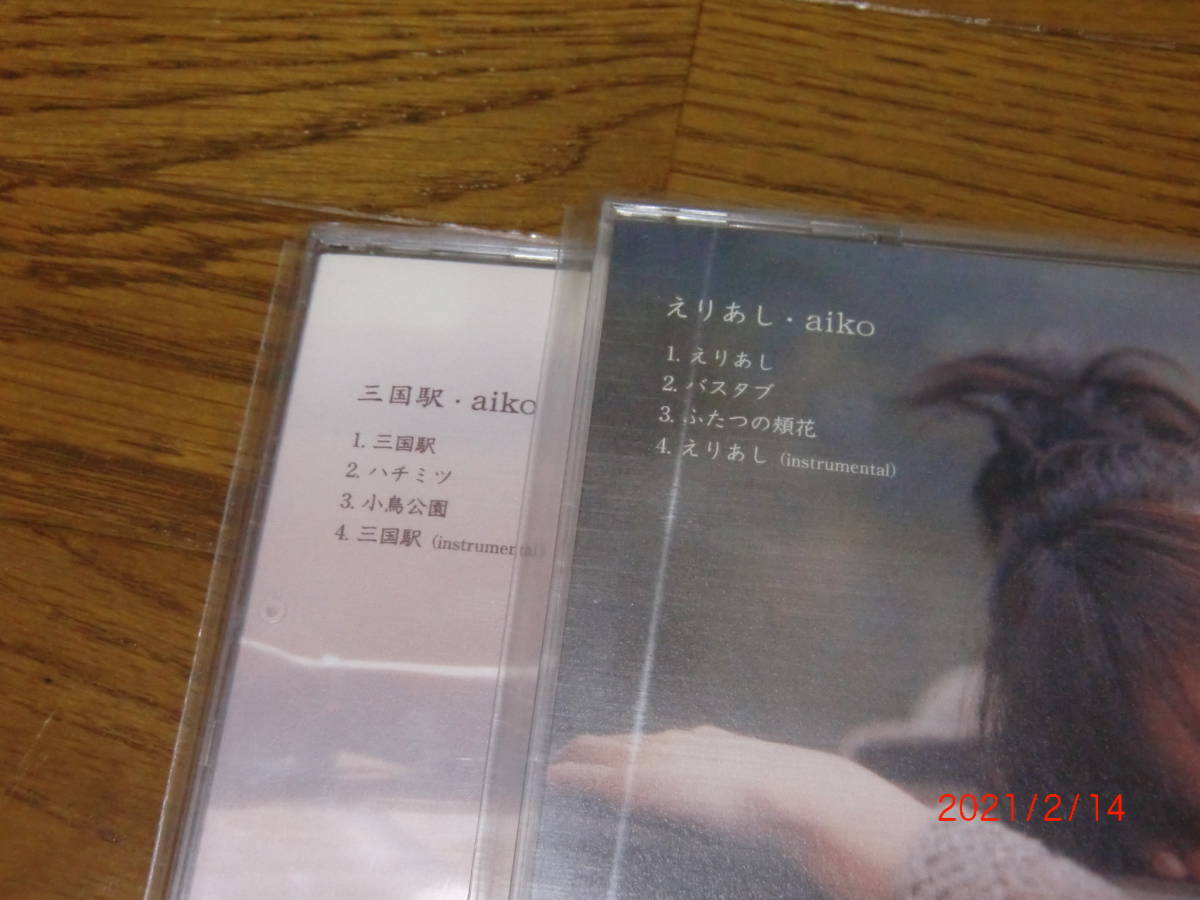 三国駅・aiko
1. 三国駅
2. ハチミツ
3. 小鳥公園
4. 三国駅 (instrumental)
えりあし・aiko
1. えりあし
2. バスタブ
3. ふたつの頬花
4. えりあし (instrumental)
2021/2/14